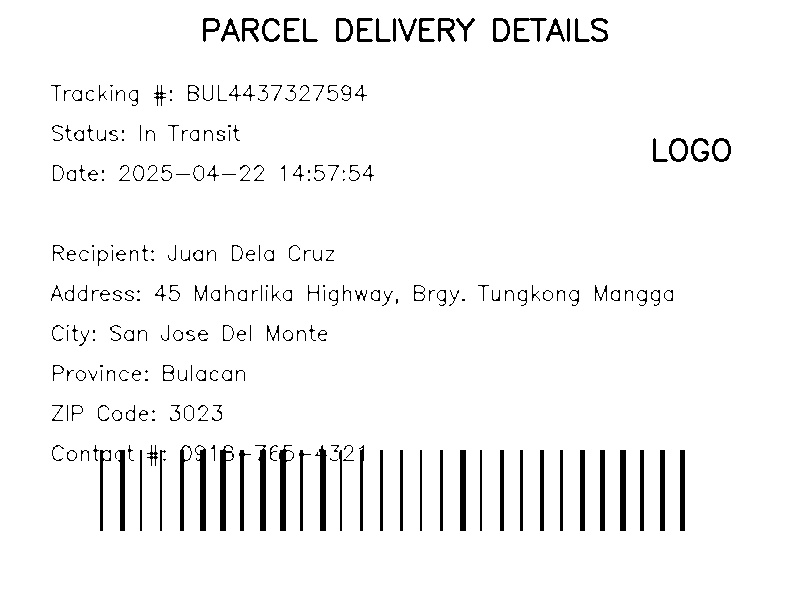 PARCEL DELIVERY DETAILS
Tracking #: BUL4437327594
Status: In Transit
LOGO
Date: 2025-04-22 14:57:54
Recipient: Juan Dela Cruz
Address: 45 Maharlika Highway, Brgy. Tungkong Mangga
City: San Jose Del Monte
Province: Bulacan
ZIP Code: 3023
Contact #: 0918-765-4321